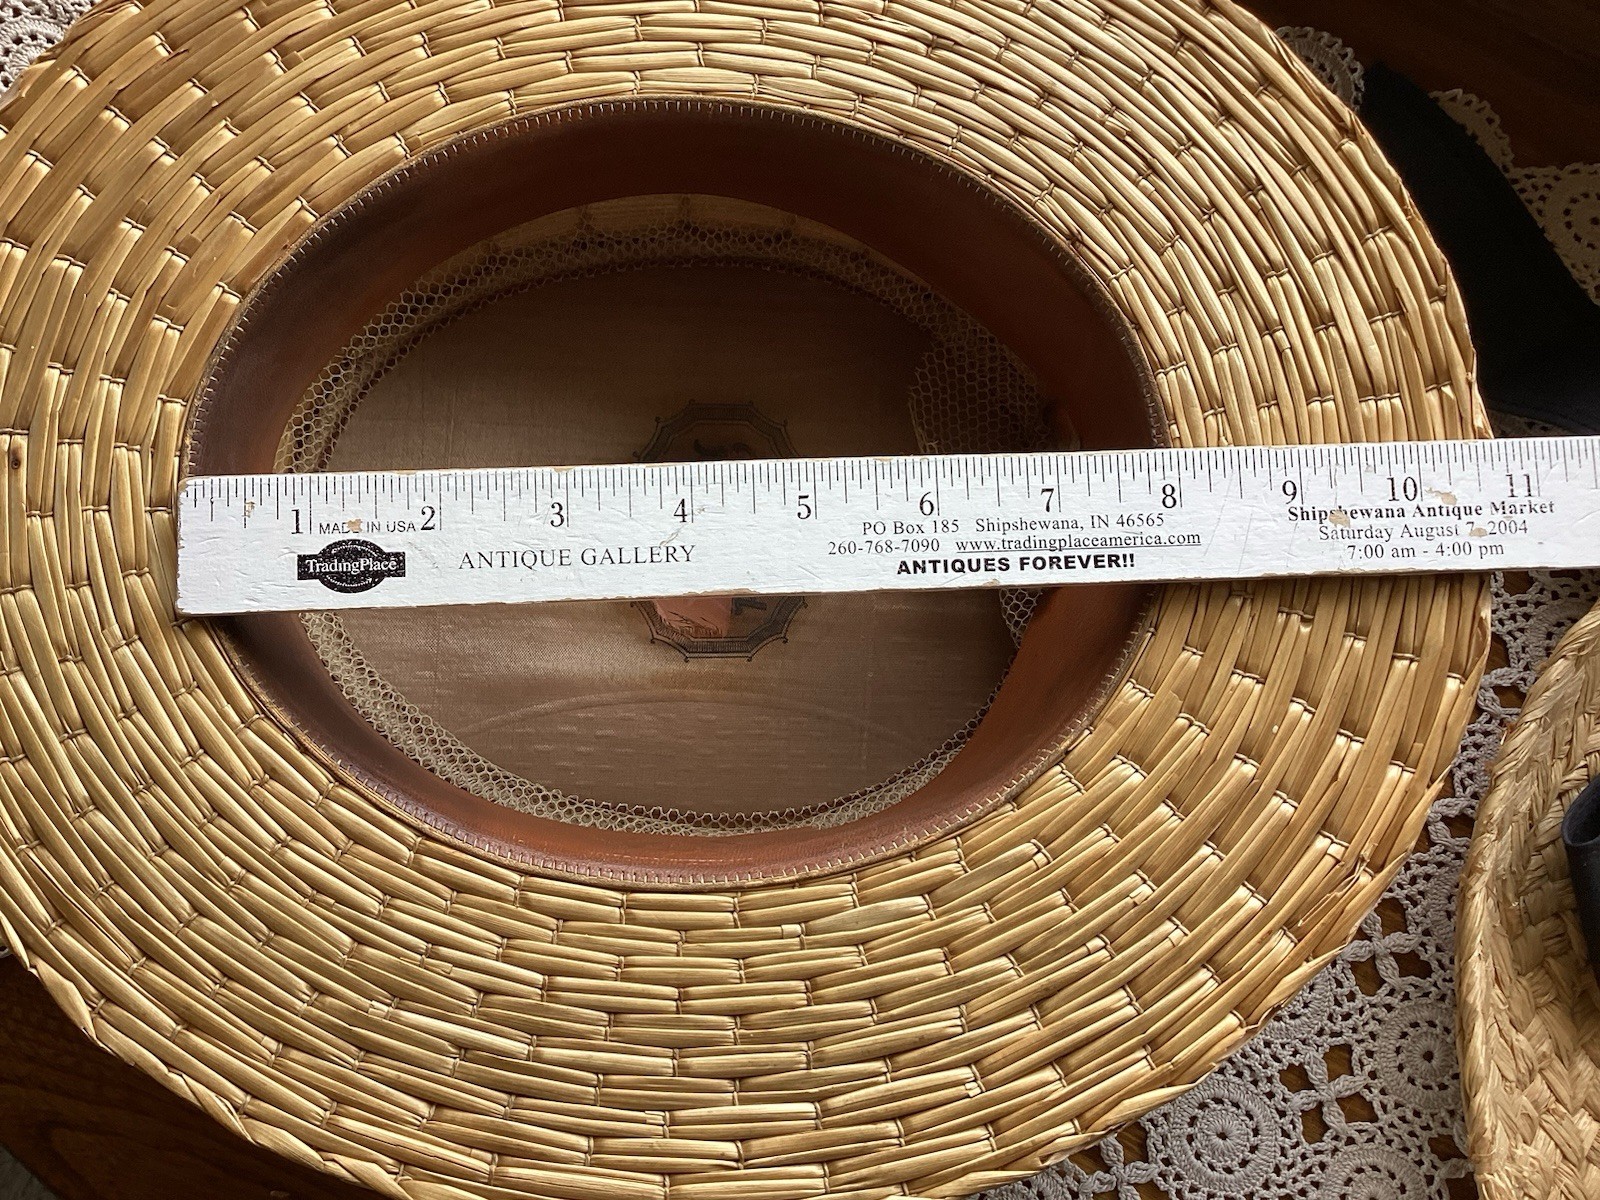 1 2 3 4 5 6 7 8 9 10 11
MADE IN USA
TradingPlace
ANTIQUE GALLERY
PO Box 185 Shipshewana, IN 46565
260-768-7090 www.tradingplaceamerica.com
ANTIQUES FOREVER!!
Shipshewana Antique Market
Saturday August 7, 2004
7:00 am - 4:00 pm